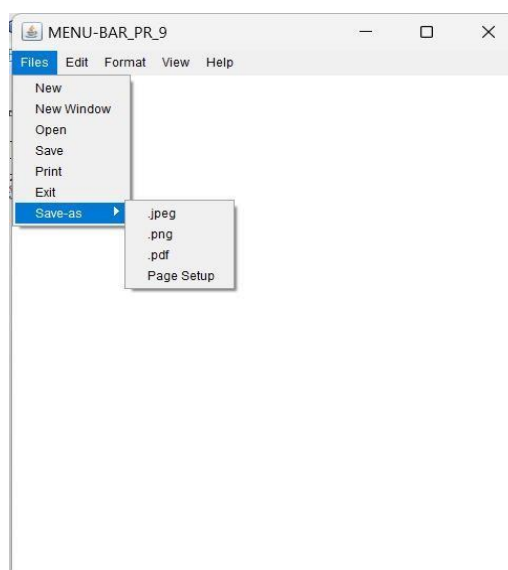 MENU-BAR_PR_9
Files Edit Format View Help
New
New Window
Open
Save
Print
Exit
Save-as
.jpeg
.png
.pdf
Page Setup